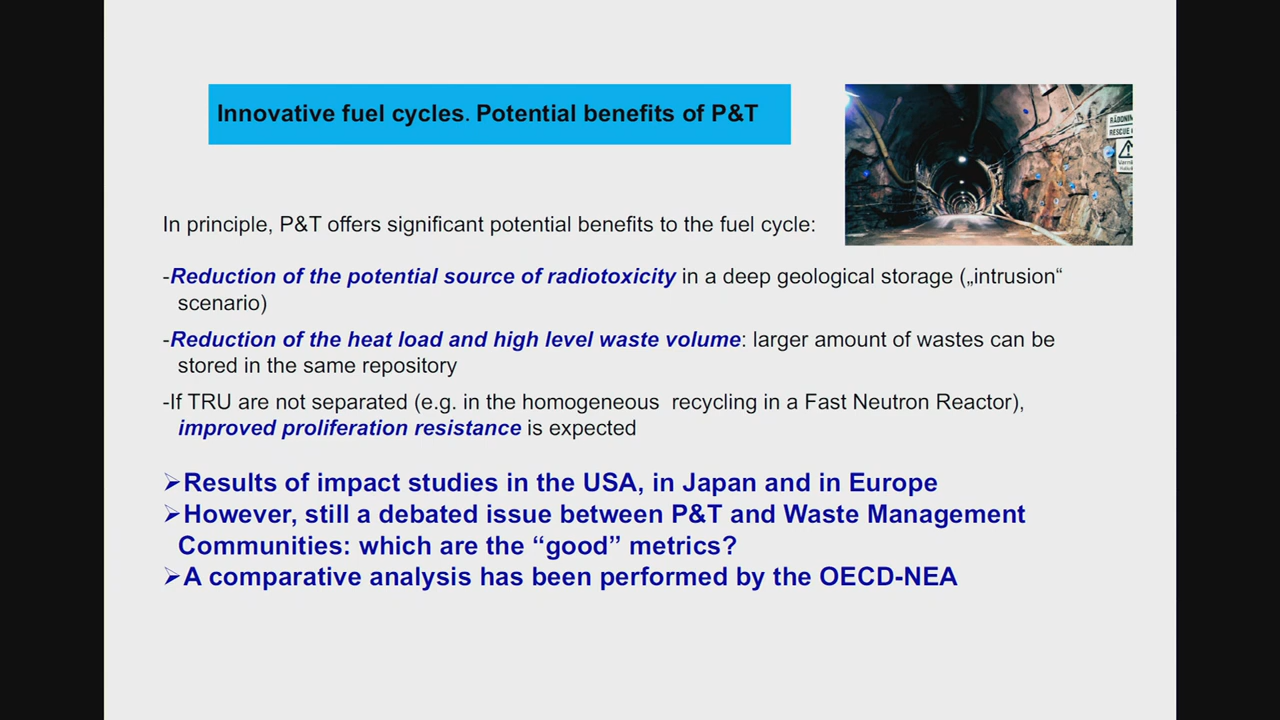 Innovative fuel cycles. Potential benefits of P&T
RESCUE
In principle, P&T offers significant potential benefits to the fuel cycle:
-Reduction of the potential source of radiotoxicity in a deep geological storage („intrusion“
scenario)
-Reduction of the heat load and high level waste volume: larger amount of wastes can be
stored in the same repository
-If TRU are not separated (e.g. in the homogeneous recycling in a Fast Neutron Reactor),
improved proliferation resistance is expected
➢Results of impact studies in the USA, in Japan and in Europe
➢However, still a debated issue between P&T and Waste Management
Communities: which are the “good” metrics?
➢A comparative analysis has been performed by the OECD-NEA